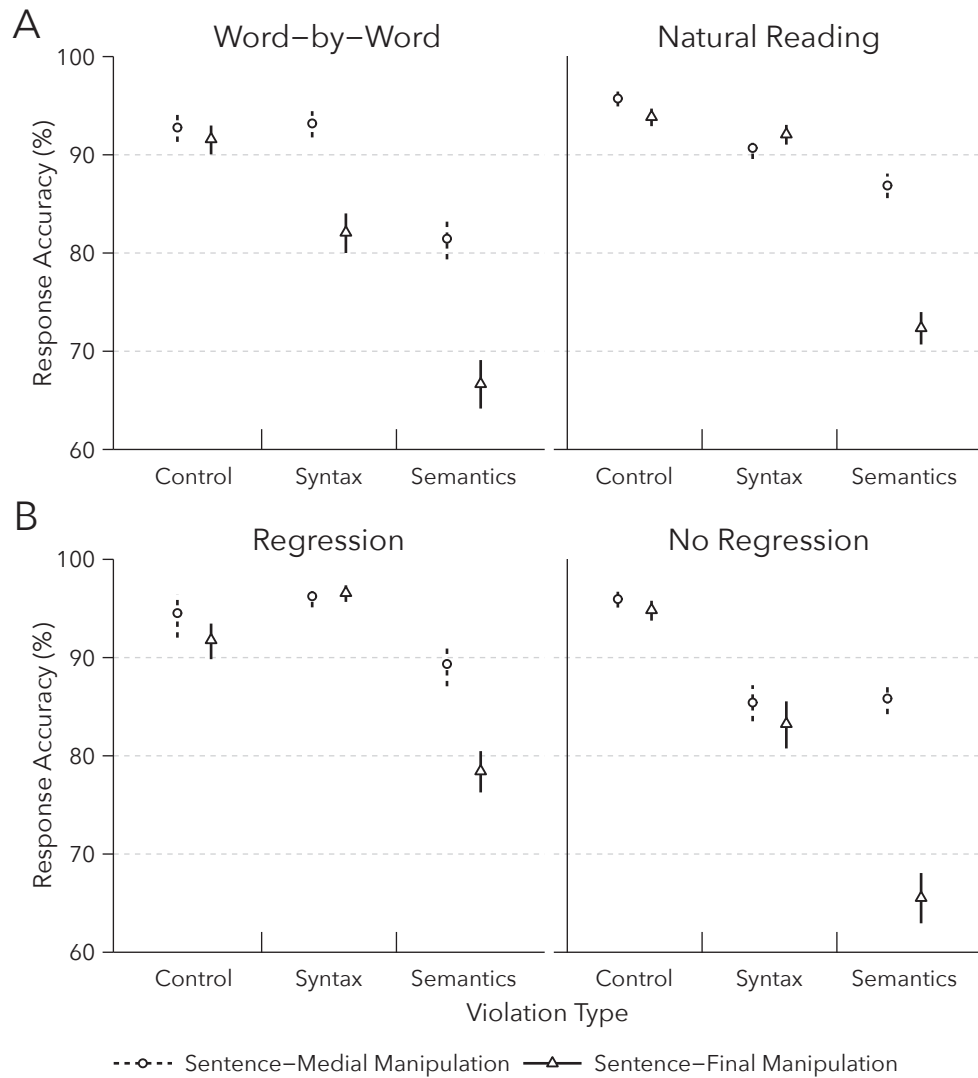 A
Word–by–Word
Natural Reading
Response Accuracy (%)
100
90
80
70
60
Control
Syntax
Semantics
Control
Syntax
Semantics
B
Regression
No Regression
Response Accuracy (%)
100
90
80
70
60
Control
Syntax
Semantics
Control
Syntax
Semantics
Violation Type
Sentence–Medial Manipulation
Sentence–Final Manipulation